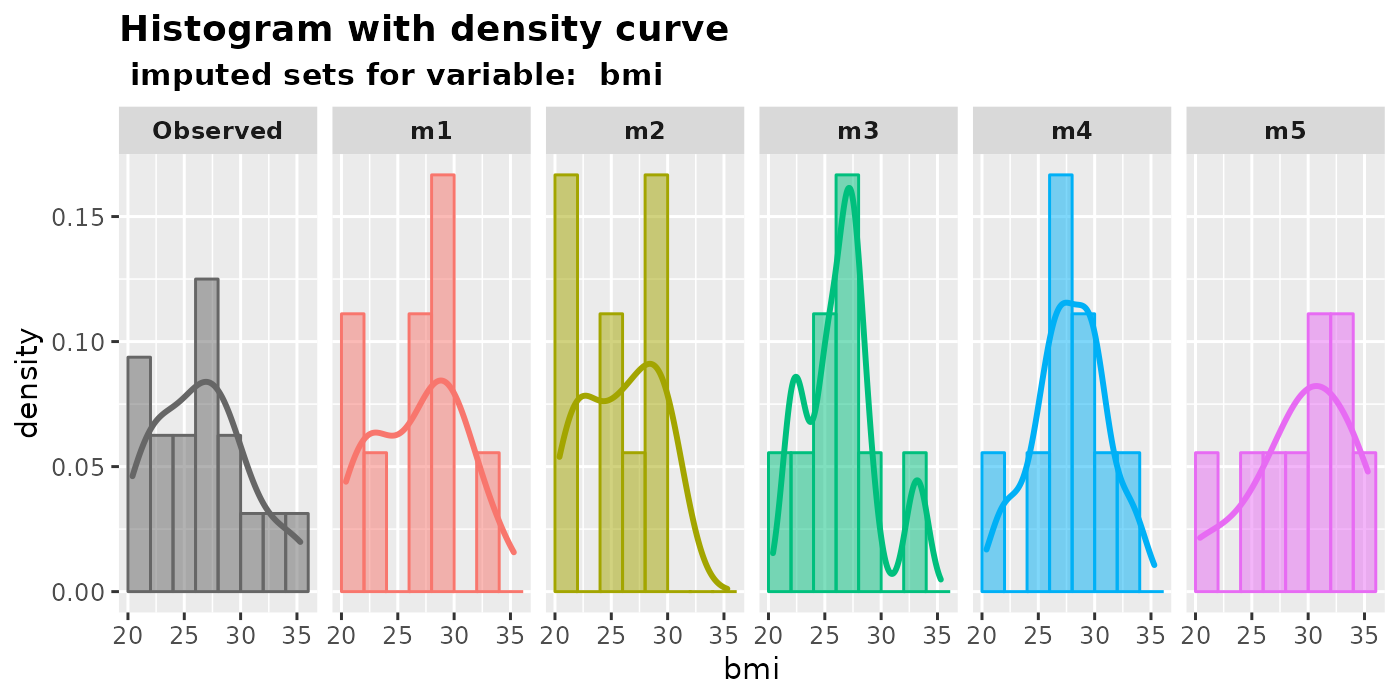 Histogram with density curve
imputed sets for variable:  bmi
Observed m1 m2 m3 m4 m5
density
0.15
0.10
0.05
0.00
20 25 30 35 20 25 30 35 20 25 30 35 20 25 30 35 20 25 30 35 20 25 30 35
bmi